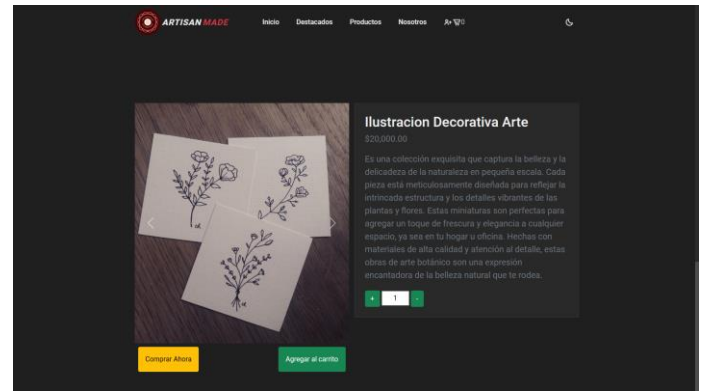 ARTISAN MADE
Inicio Destacados Productos Nosotros 0
Ilustracion Decorativa Arte
$20,000.00
Es una colección exquisita que captura la belleza y la
delicadeza de la naturaleza en pequeña escala. Cada
pieza está meticulosamente diseñada para reflejar la
intrincada estructura y los detalles vibrantes de las
plantas y flores. Estas miniaturas son perfectas para
agregar un toque de frescura y elegancia a cualquier
espacio, ya sea en tu hogar u oficina. Hechas con
materiales de alta calidad y atención al detalle, estas
obras de arte botánico son una expresión
encantadora de la belleza natural que te rodea.
+ 1 -
Comprar Ahora Agregar al carrito